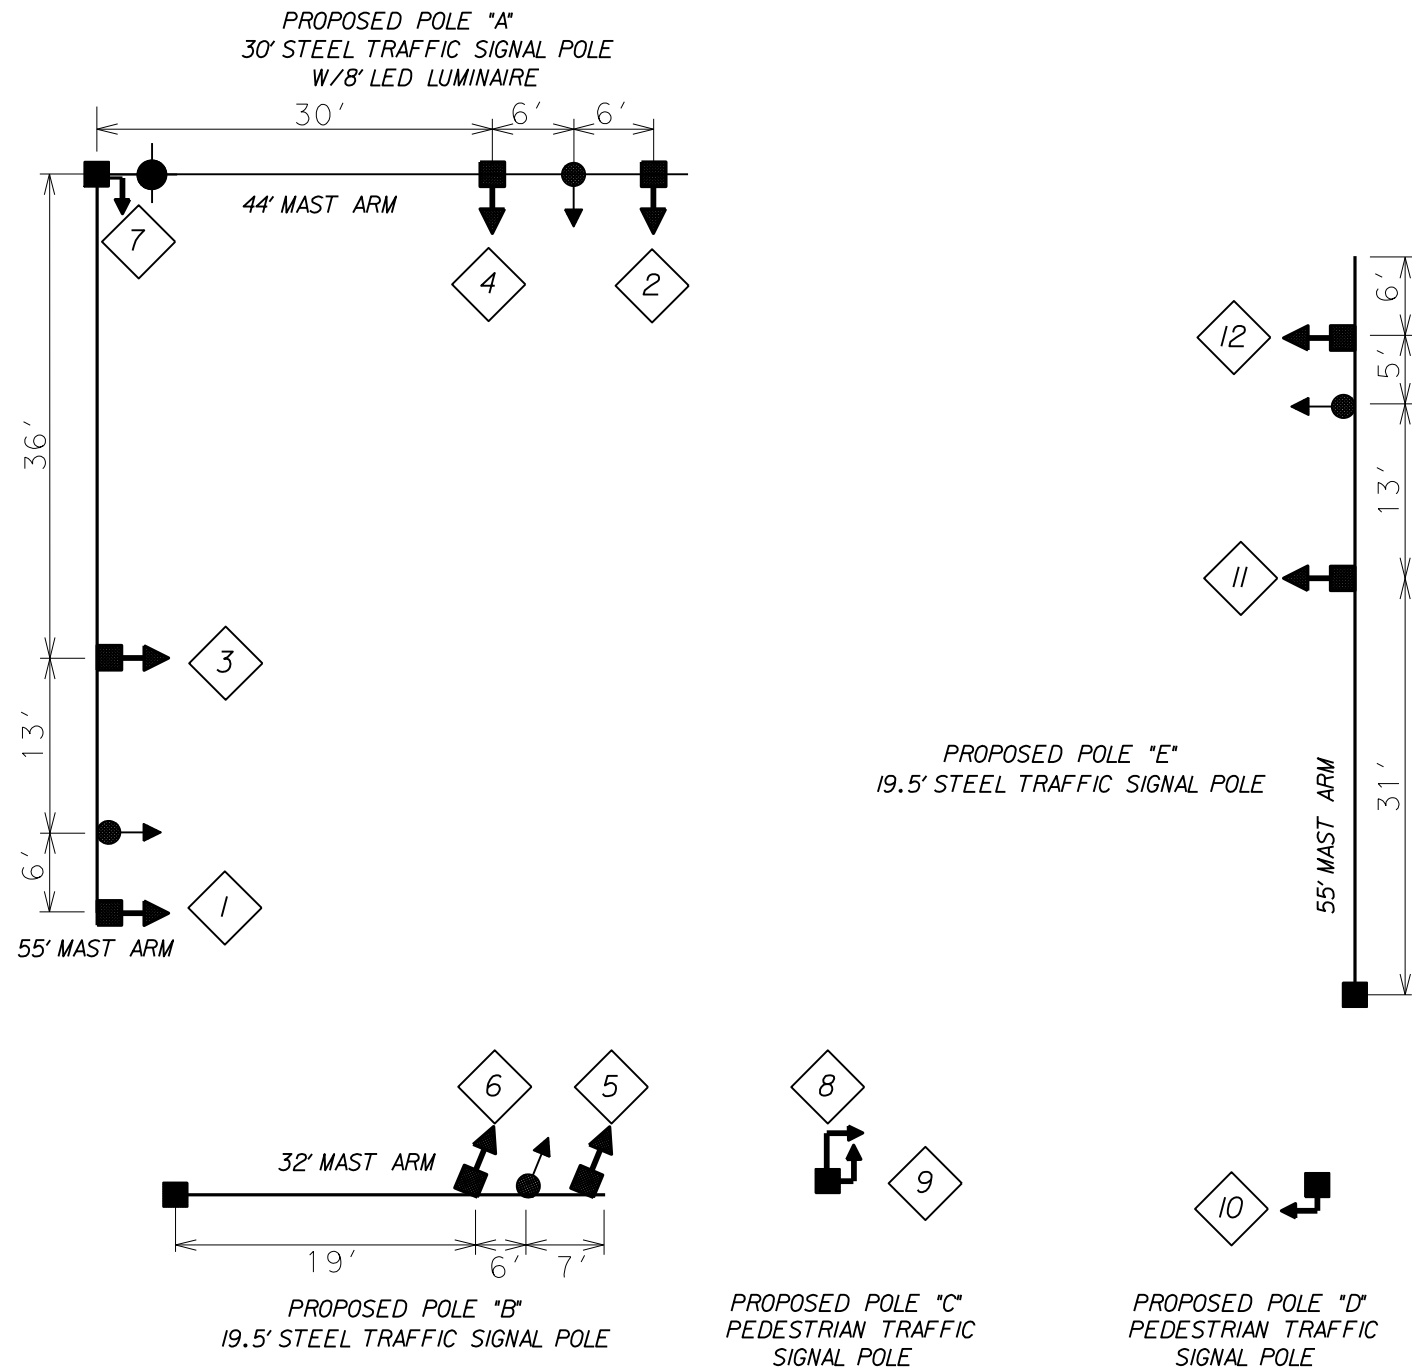 PROPOSED POLE "A"
30' STEEL TRAFFIC SIGNAL POLE
W/8' LED LUMINAIRE
30'
6'
6'
44' MAST ARM
7
4
2
36'
3
13'
6'
1
55' MAST ARM
6'
12
5'
13'
11
PROPOSED POLE "E"
19.5' STEEL TRAFFIC SIGNAL POLE
55' MAST ARM
31'
6
5
32' MAST ARM
19'
6'
7'
PROPOSED POLE "B"
19.5' STEEL TRAFFIC SIGNAL POLE
8
9
PROPOSED POLE "C"
PEDESTRIAN TRAFFIC
SIGNAL POLE
10
PROPOSED POLE "D"
PEDESTRIAN TRAFFIC
SIGNAL POLE